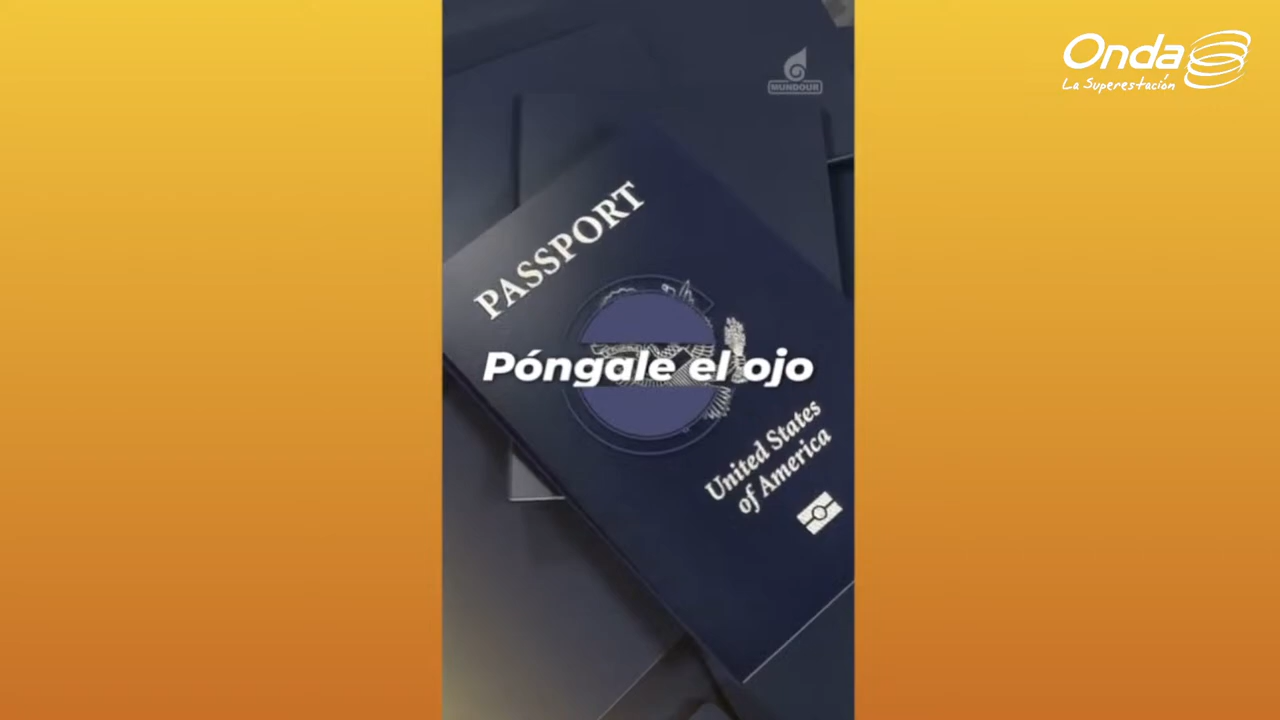 Onda
La Superestación
MUNDOUR
PASSPORT
Póngale el ojo
United States
of America